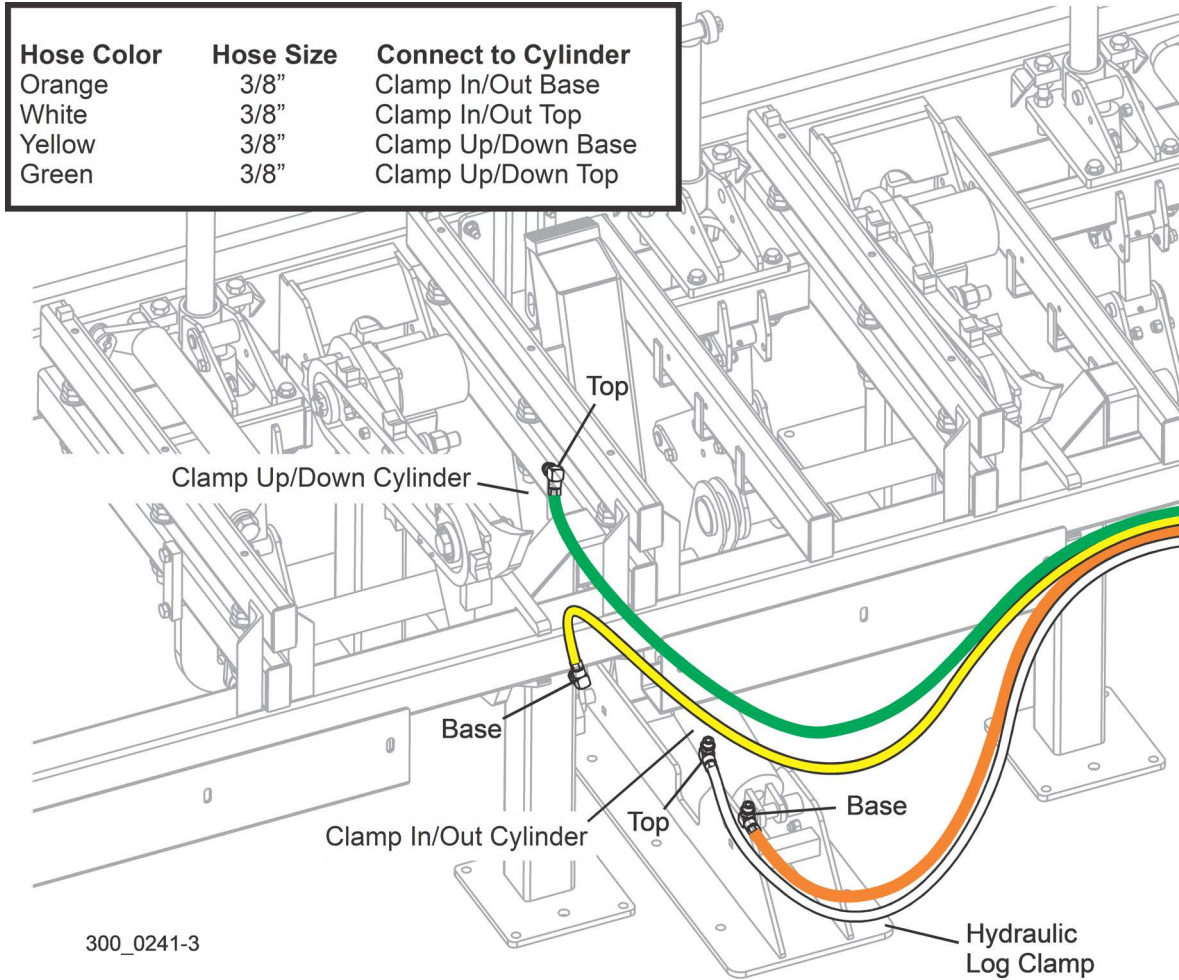 Hose Color Hose Size Connect to Cylinder
Orange 3/8” Clamp In/Out Base
White 3/8” Clamp In/Out Top
Yellow 3/8” Clamp Up/Down Base
Green 3/8” Clamp Up/Down Top
Top
Clamp Up/Down Cylinder
Base
Top
Base
Clamp In/Out Cylinder
300_0241-3
Hydraulic
Log Clamp